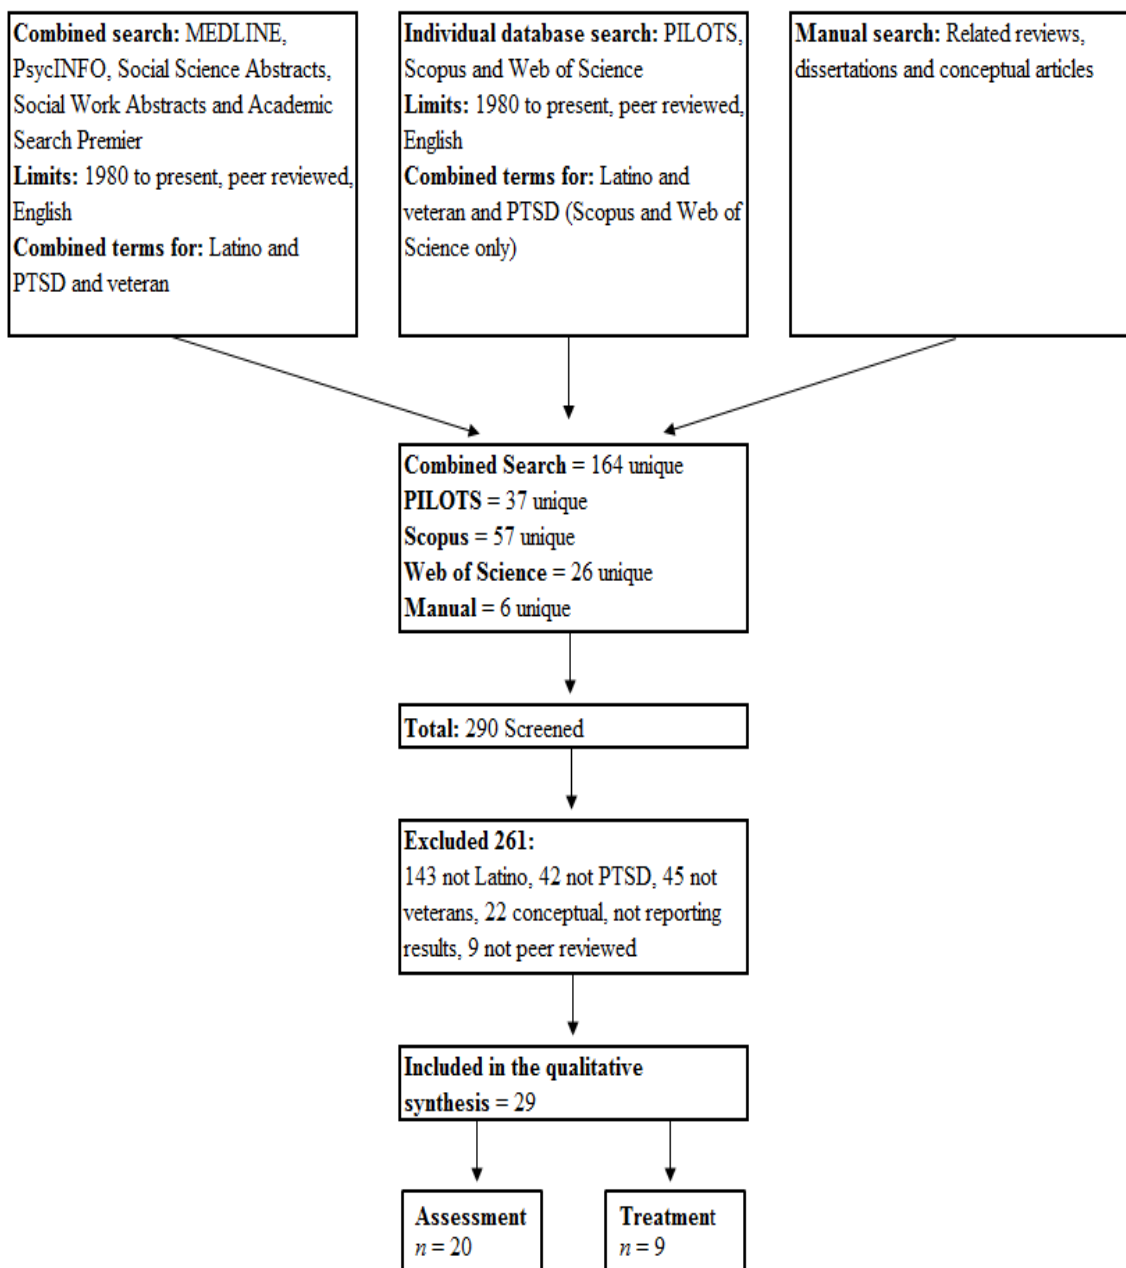 Combined search: MEDLINE,
PsycINFO, Social Science Abstracts,
Social Work Abstracts and Academic
Search Premier
Limits: 1980 to present, peer reviewed,
English
Combined terms for: Latino and
PTSD and veteran
Individual database search: PILOTS,
Scopus and Web of Science
Limits: 1980 to present, peer reviewed,
English
Combined terms for: Latino and
veteran and PTSD (Scopus and Web of
Science only)
Manual search: Related reviews,
dissertations and conceptual articles
Combined Search = 164 unique
PILOTS = 37 unique
Scopus = 57 unique
Web of Science = 26 unique
Manual = 6 unique
Total: 290 Screened
Excluded 261:
143 not Latino, 42 not PTSD, 45 not
veterans, 22 conceptual, not reporting
results, 9 not peer reviewed
Included in the qualitative
synthesis = 29
Assessment
n = 20
Treatment
n = 9